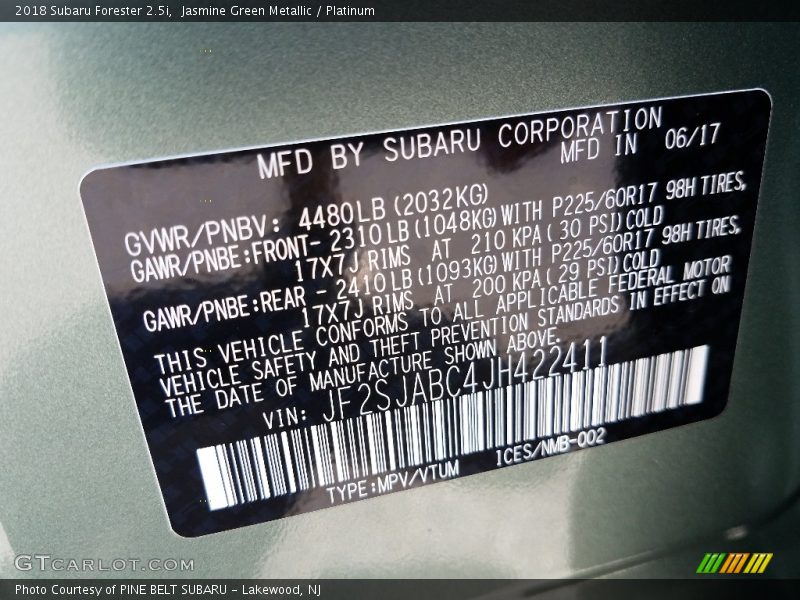 2018 Subaru Forester 2.5i,  Jasmine Green Metallic / Platinum
MFD BY SUBARU CORPORATION
MFD IN 06/17
GVWR/PNBV: 4480LB (2032KG)
GAWR/PNBE:FRONT- 2310LB (1048KG) WITH P225/60R17 98H TIRES,
17X7J RIMS AT 210 KPA ( 30 PSI) COLD
GAWR/PNBE:REAR - 2410LB (1093KG) WITH P225/60R17 98H TIRES,
17X7J RIMS AT 200 KPA ( 29 PSI) COLD
THIS VEHICLE CONFORMS TO ALL APPLICABLE FEDERAL MOTOR
VEHICLE SAFETY AND THEFT PREVENTION STANDARDS IN EFFECT ON
THE DATE OF MANUFACTURE SHOWN ABOVE.
VIN: JF2SJABC4JH422411
TYPE:MPV/VTUM ICES/NMB-002
GTCARLOT.COM
Photo Courtesy of PINE BELT SUBARU - Lakewood, NJ